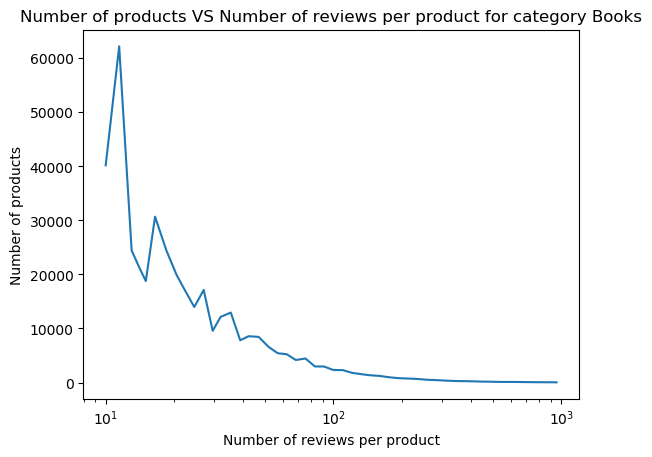 Number of products VS Number of reviews per product for category Books
60000
50000
40000
30000
20000
10000
0
Number of products
10¹ 10² 10³
Number of reviews per product